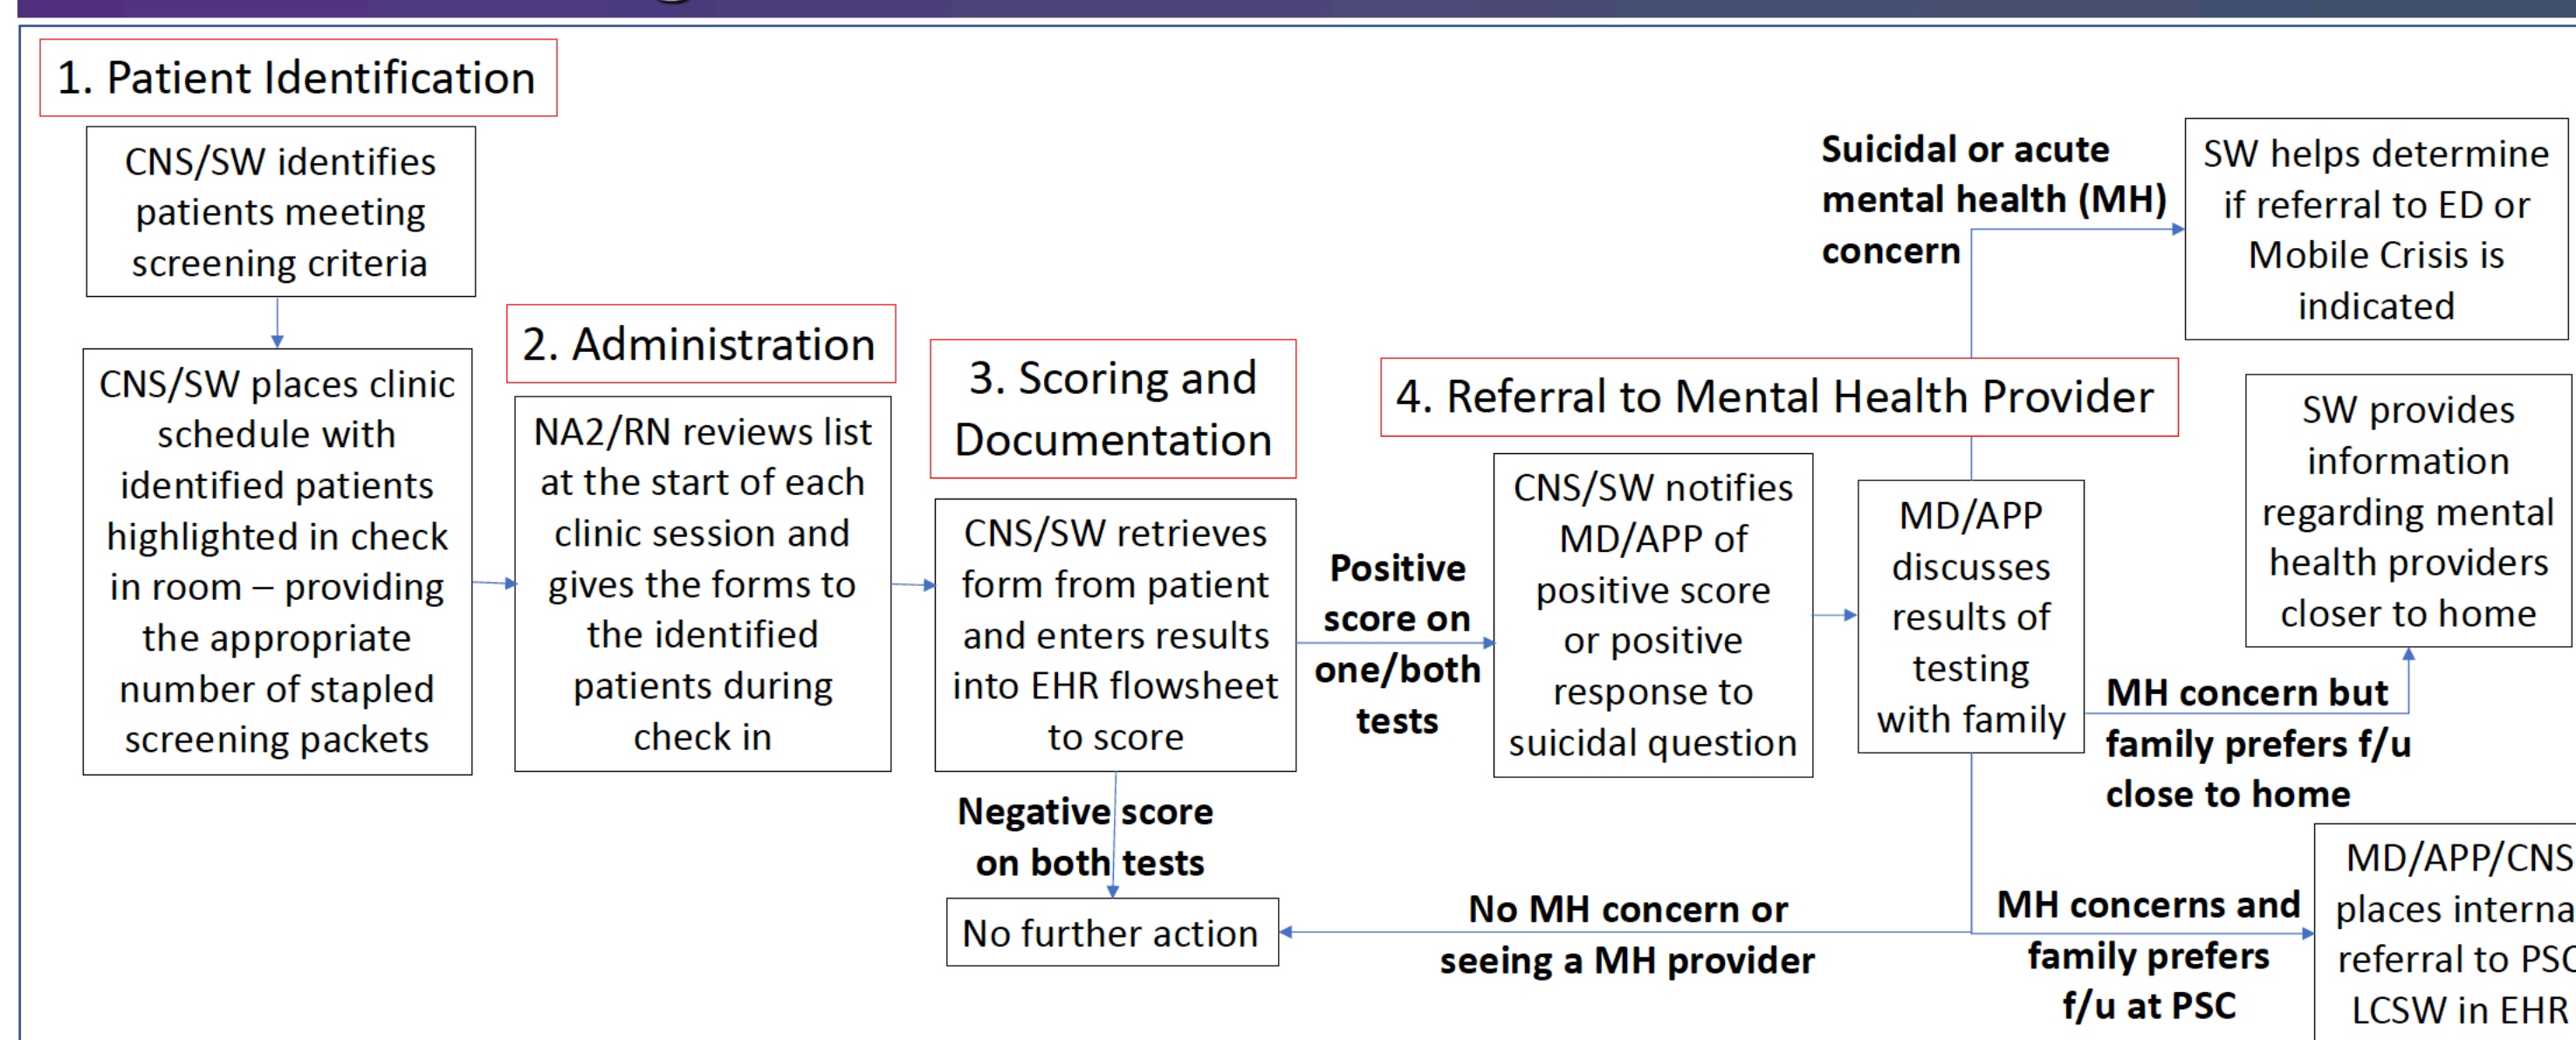 1. Patient Identification
CNS/SW identifies
patients meeting
screening criteria
CNS/SW places clinic
schedule with
identified patients
highlighted in check
in room – providing
the appropriate
number of stapled
screening packets
2. Administration
NA2/RN reviews list
at the start of each
clinic session and
gives the forms to
the identified
patients during
check in
3. Scoring and
Documentation
CNS/SW retrieves
form from patient
and enters results
into EHR flowsheet
to score
Negative score
on both tests
No further action
Positive
score on
one/both
tests
4. Referral to Mental Health Provider
CNS/SW notifies
MD/APP of
positive score
or positive
response to
suicidal question
MD/APP
discusses
results of
testing
with family
Suicidal or acute
mental health (MH)
concern
SW helps determine
if referral to ED or
Mobile Crisis is
indicated
MH concern but
family prefers f/u
close to home
SW provides
information
regarding mental
health providers
closer to home
No MH concern or
seeing a MH provider
MH concerns and
family prefers
f/u at PSC
MD/APP/CNS
places interna
referral to PSC
LCSW in EHR